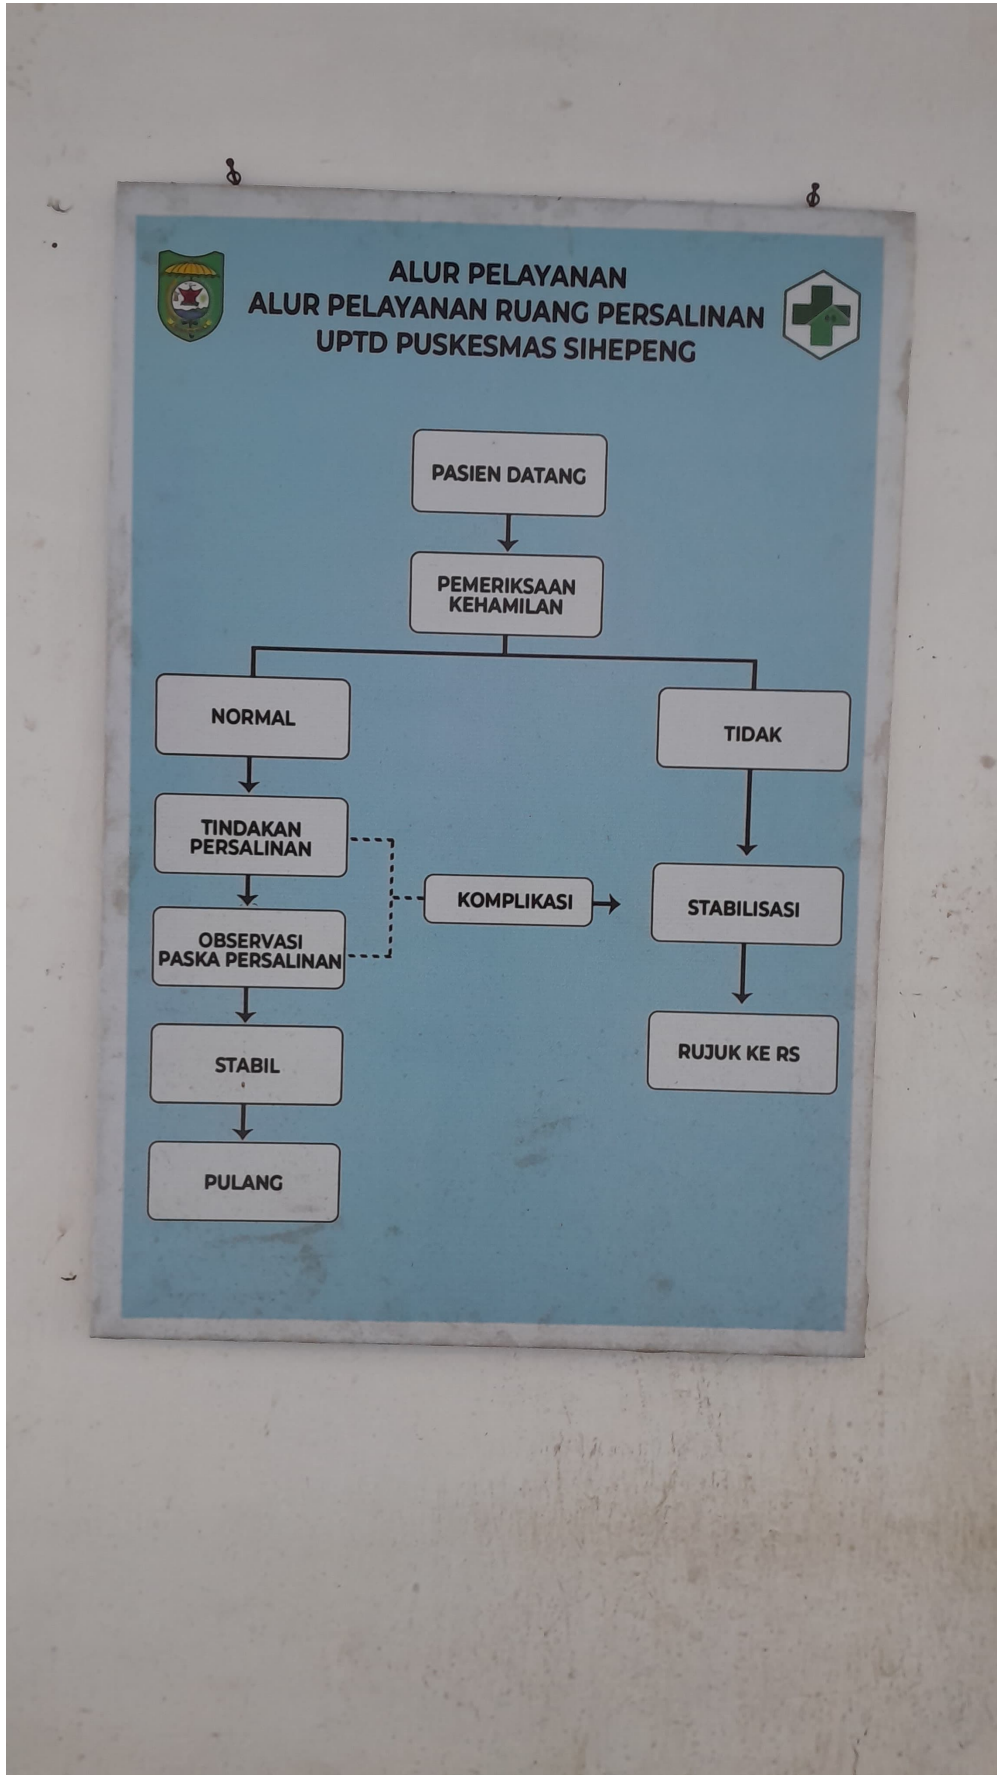 ALUR PELAYANAN
ALUR PELAYANAN RUANG PERSALINAN
UPTD PUSKESMAS SIHEPENG
PASIEN DATANG
PEMERIKSAAN
KEHAMILAN
NORMAL
TIDAK
TINDAKAN
PERSALINAN
KOMPLIKASI
STABILISASI
OBSERVASI
PASKA PERSALINAN
STABIL
RUJUK KE RS
PULANG